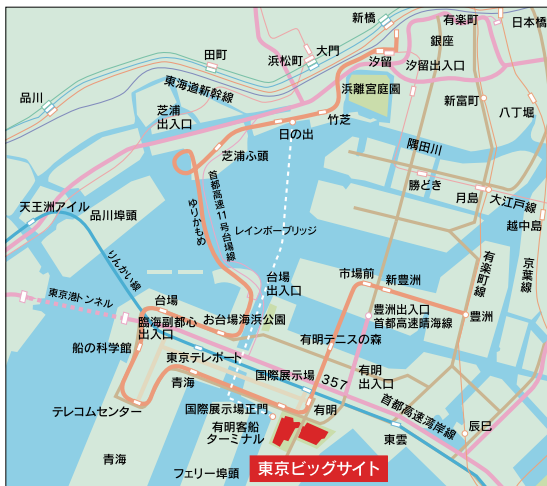 新橋
有楽町
日本橋
大門
銀座
浜松町
汐留
田町
汐留出入口
東海道新幹線
品川
浜離宮庭園
新富町
芝浦
出入口
八丁堀
竹芝
日の出
隅田川
芝浦ふ頭
勝どき
首都高速11号台場線
月島
大江戸線
天王洲アイル
品川埠頭
ゆりかもめ
レインボーブリッジ
越中島
りんかい線
有楽町線
京葉線
市場前
新豊洲
台場
出入口
東京港トンネル
台場
お台場海浜公園
豊洲出入口
首都高速晴海線
豊洲
臨海副都心
出入口
船の科学館
有明テニスの森
東京テレポート
国際展示場
357
有明
出入口
青海
テレコムセンター
国際展示場正門
有明
首都高速湾岸線
有明客船
ターミナル
東雲
辰巳
青海
フェリー埠頭
東京ビッグサイト